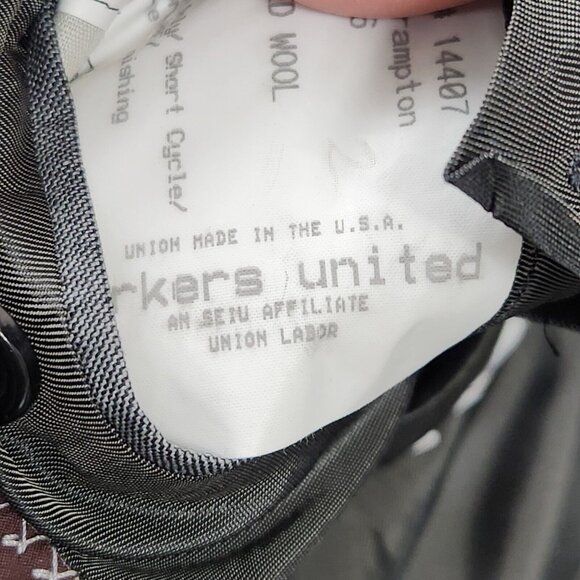 # 14407
rampton
WOOL
Short Cycle/
UNION MADE IN THE U.S.A.
rkers united
AN SEIU AFFILIATE
UNION LABOR